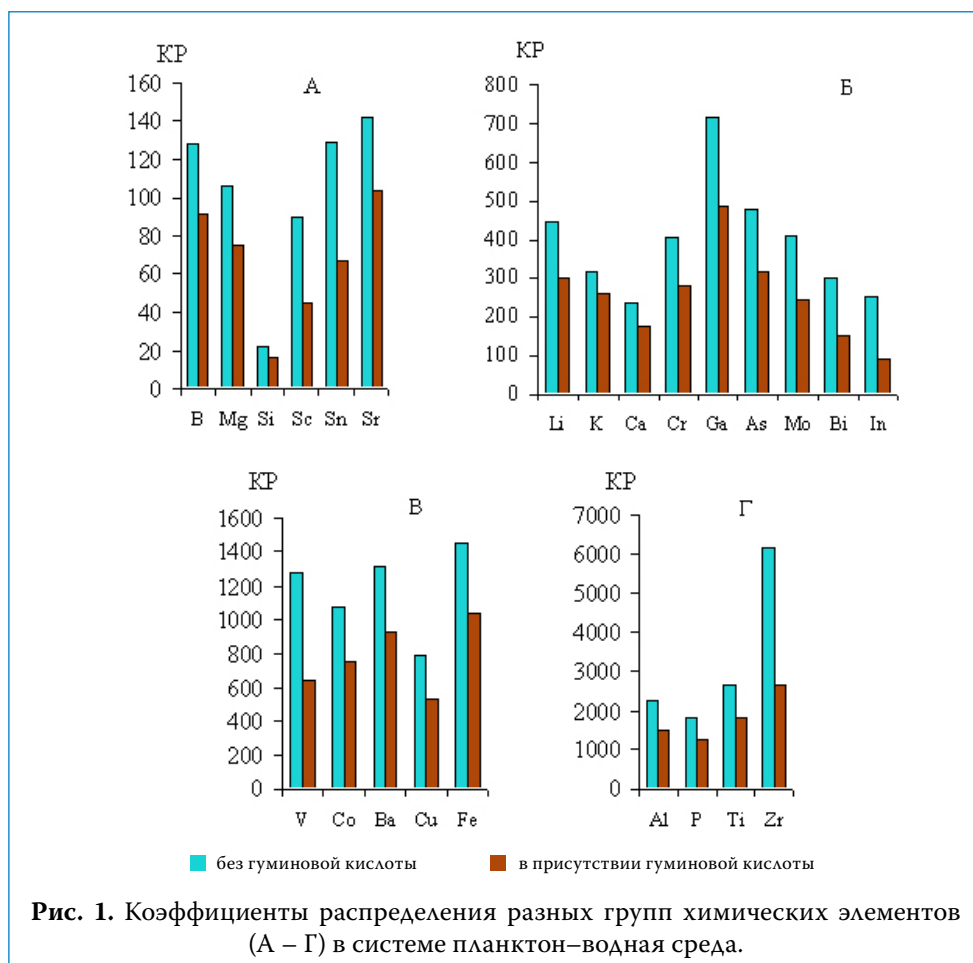 КР
А
160
140
120
100
80
60
40
20
0
B Mg Si Sc Sn Sr
КР
Б
800
700
600
500
400
300
200
100
0
Li K Ca Cr Ga As Mo Bi In
КР
В
1600
1400
1200
1000
800
600
400
200
0
V Co Ba Cu Fe
КР
Г
7000
6000
5000
4000
3000
2000
1000
0
Al P Ti Zr
без гуминовой кислоты в присутствии гуминовой кислоты
Рис. 1. Коэффициенты распределения разных групп химических элементов
(А – Г) в системе планктон–водная среда.